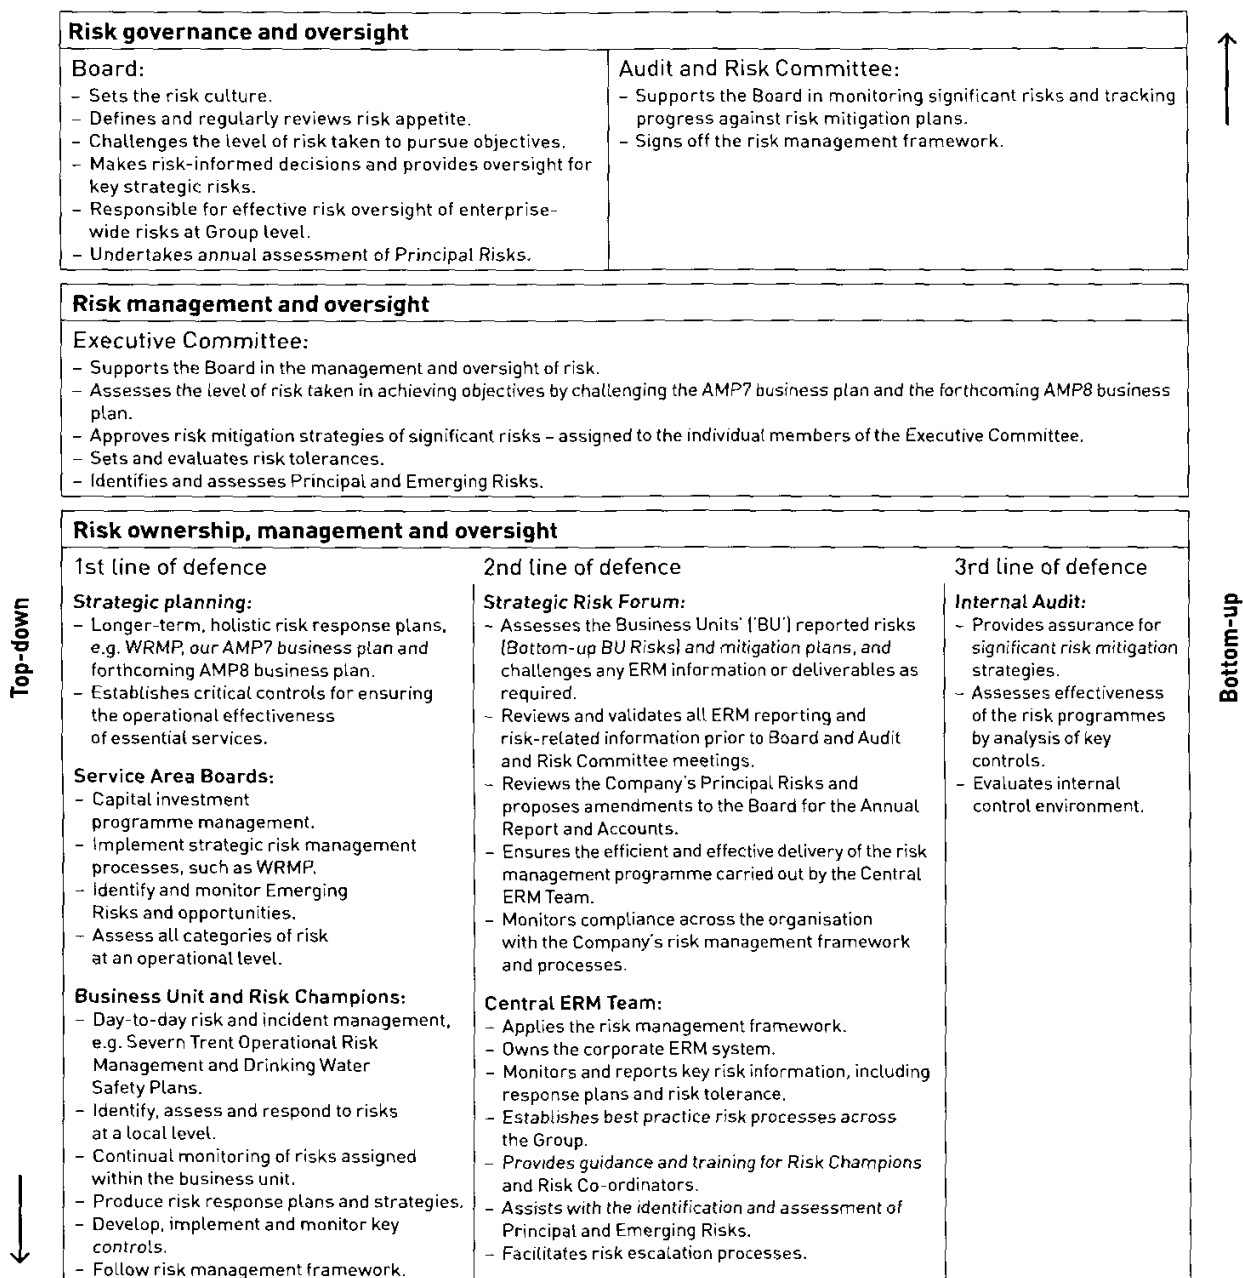 Risk governance and oversight
Board:
– Sets the risk culture.
– Defines and regularly reviews risk appetite.
– Challenges the level of risk taken to pursue objectives.
– Makes risk-informed decisions and provides oversight for
key strategic risks.
– Responsible for effective risk oversight of enterprise-
wide risks at Group level.
– Undertakes annual assessment of Principal Risks.
Audit and Risk Committee:
– Supports the Board in monitoring significant risks and tracking
progress against risk mitigation plans.
– Signs off the risk management framework.
Risk management and oversight
Executive Committee:
– Supports the Board in the management and oversight of risk.
– Assesses the level of risk taken in achieving objectives by challenging the AMP7 business plan and the forthcoming AMP8 business
plan.
– Approves risk mitigation strategies of significant risks – assigned to the individual members of the Executive Committee.
– Sets and evaluates risk tolerances.
– Identifies and assesses Principal and Emerging Risks.
Risk ownership, management and oversight
1st line of defence
Strategic planning:
– Longer-term, holistic risk response plans,
e.g. WRMP, our AMP7 business plan and
forthcoming AMP8 business plan.
– Establishes critical controls for ensuring
the operational effectiveness
of essential services.
Service Area Boards:
– Capital investment
programme management.
– Implement strategic risk management
processes, such as WRMP.
– Identify and monitor Emerging
Risks and opportunities.
– Assess all categories of risk
at an operational level.
Business Unit and Risk Champions:
– Day-to-day risk and incident management,
e.g. Severn Trent Operational Risk
Management and Drinking Water
Safety Plans.
– Identify, assess and respond to risks
at a local level.
– Continual monitoring of risks assigned
within the business unit.
– Produce risk response plans and strategies.
– Develop, implement and monitor key
controls.
– Follow risk management framework.
2nd line of defence
Strategic Risk Forum:
– Assesses the Business Units' ('BU') reported risks
(Bottom-up BU Risks) and mitigation plans, and
challenges any ERM information or deliverables as
required.
– Reviews and validates all ERM reporting and
risk-related information prior to Board and Audit
and Risk Committee meetings.
– Reviews the Company's Principal Risks and
proposes amendments to the Board for the Annual
Report and Accounts.
– Ensures the efficient and effective delivery of the risk
management programme carried out by the Central
ERM Team.
– Monitors compliance across the organisation
with the Company's risk management framework
and processes.
Central ERM Team:
– Applies the risk management framework.
– Owns the corporate ERM system.
– Monitors and reports key risk information, including
response plans and risk tolerance.
– Establishes best practice risk processes across
the Group.
– Provides guidance and training for Risk Champions
and Risk Co-ordinators.
– Assists with the identification and assessment of
Principal and Emerging Risks.
– Facilitates risk escalation processes.
3rd line of defence
Internal Audit:
– Provides assurance for
significant risk mitigation
strategies.
– Assesses effectiveness
of the risk programmes
by analysis of key
controls.
– Evaluates internal
control environment.
Top-down
Bottom-up